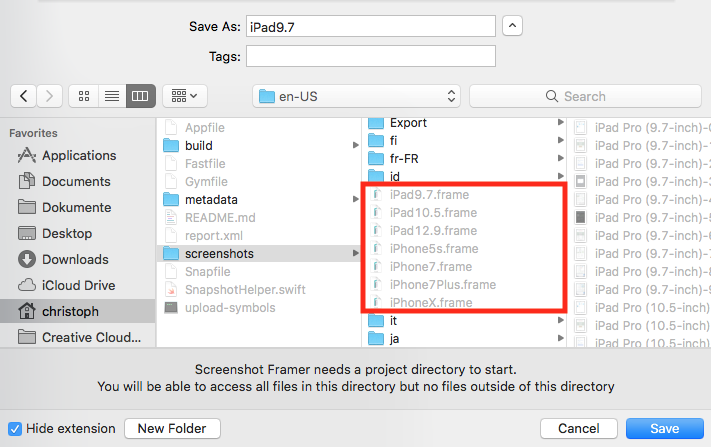 Save As: iPad9.7
Tags:
en-US
Search
Favorites
Applications
Documents
Dokumente
Desktop
Downloads
iCloud Drive
christoph
Creative Cloud...
Appfile
build
Fastfile
Gymfile
metadata
README.md
report.xml
screenshots
Snapfile
SnapshotHelper.swift
upload-symbols
Export
fi
fr-FR
id
iPad9.7.frame
iPad10.5.frame
iPad12.9.frame
iPhone5s.frame
iPhone7.frame
iPhone7Plus.frame
iPhoneX.frame
it
ja
iPad Pro (9.7-inch)-0
iPad Pro (9.7-inch)-1
iPad Pro (9.7-inch)-2
iPad Pro (9.7-inch)-3
iPad Pro (9.7-inch)-4
iPad Pro (9.7-inch)-5
iPad Pro (9.7-inch)-6
iPad Pro (9.7-inch)-7
iPad Pro (9.7-inch)-8
iPad Pro (9.7-inch)-9
iPad Pro (10.5-inch)
iPad Pro (10.5-inch)
iPad Pro (10.5-inch)
Screenshot Framer needs a project directory to start.
You will be able to access all files in this directory but no files outside of this directory
Hide extension
New Folder
Cancel
Save